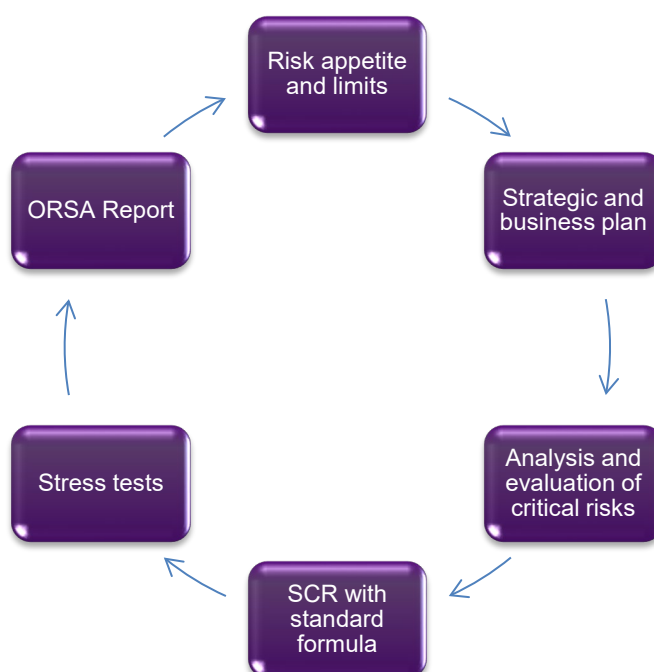 Risk appetite
and limits
Strategic and
business plan
Analysis and
evaluation of
critical risks
SCR with
standard
formula
Stress tests
ORSA Report